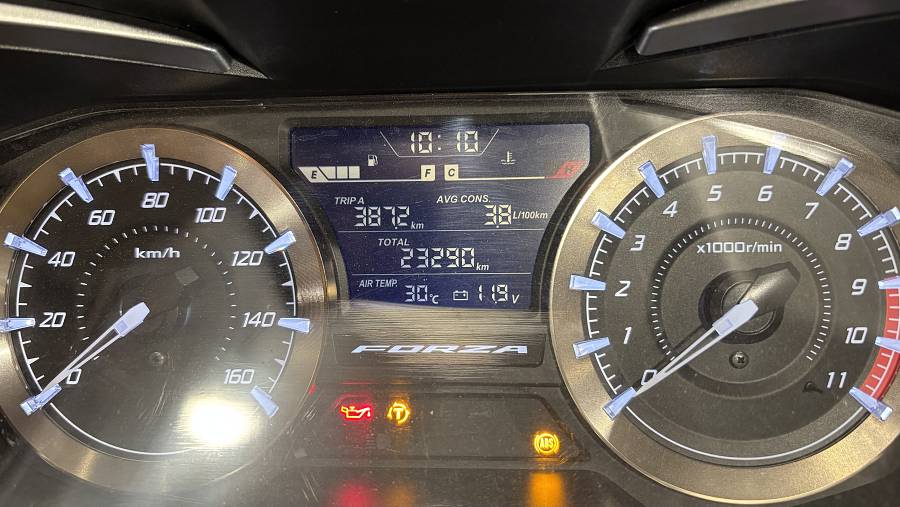 10:10
E F C H
TRIP A AVG CONS.
387.2 km 3.8 L/100km
TOTAL
23290 km
AIR TEMP.
30 °C 11.9 V
FORZA
km/h
0 20 40 60 80 100 120 140 160
x1000r/min
0 1 2 3 4 5 6 7 8 9 10 11
T
ABS